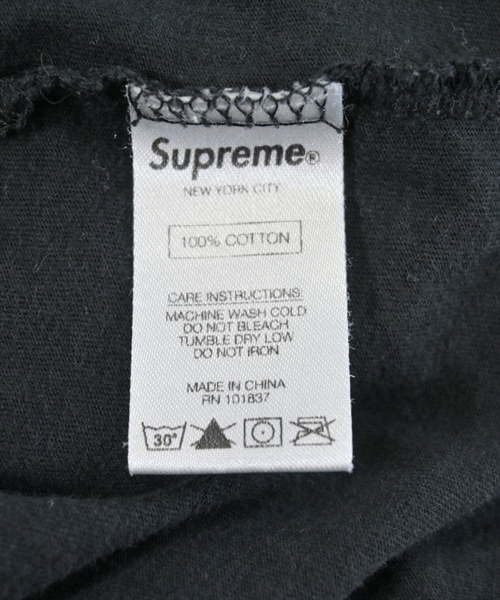 Supreme®
NEW YORK CITY
100% COTTON
CARE INSTRUCTIONS:
MACHINE WASH COLD
DO NOT BLEACH
TUMBLE DRY LOW
DO NOT IRON
MADE IN CHINA
RN 101837
30°